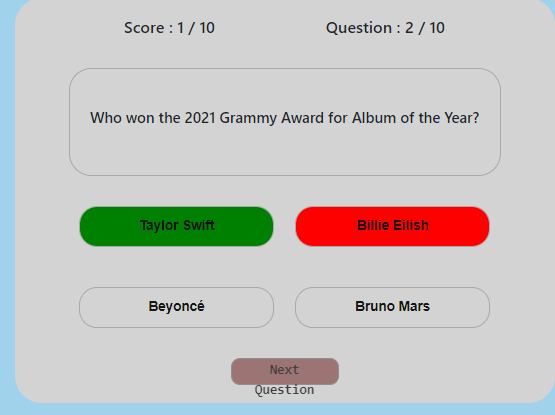 Score : 1 / 10 Question : 2 / 10
Who won the 2021 Grammy Award for Album of the Year?
Taylor Swift Billie Eilish
Beyoncé Bruno Mars
Next
Question